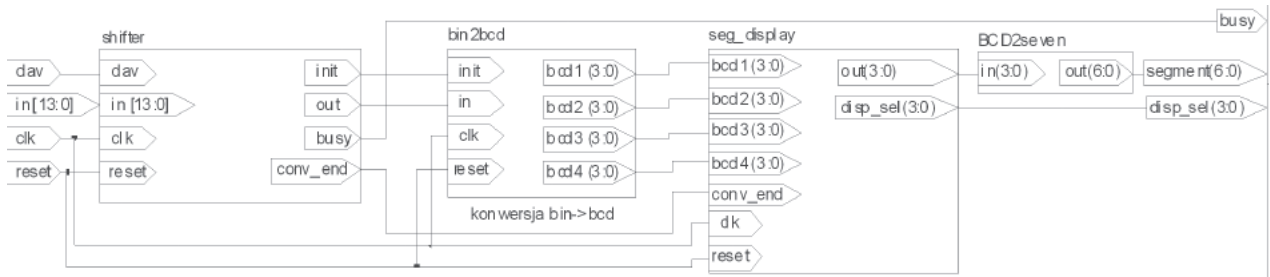 busy
shifter
bin2bcd
seg_display
BCD2seven
dav
dav
init
init
bcd1 (3:0)
bcd1(3:0)
out(3:0)
in(3:0)
out(6:0)
segment(6:0)
in[13:0)
in [13:0)
out
in
bcd2 (3:0)
bcd2(3:0)
disp_sel(3:0)
disp_sel(3:0)
clk
clk
busy
clk
bcd3 (3:0)
bcd3(3:0)
reset
reset
conv_end
reset
bcd4 (3:0)
bcd4(3:0)
conv_end
konwersja bin->bcd
clk
reset